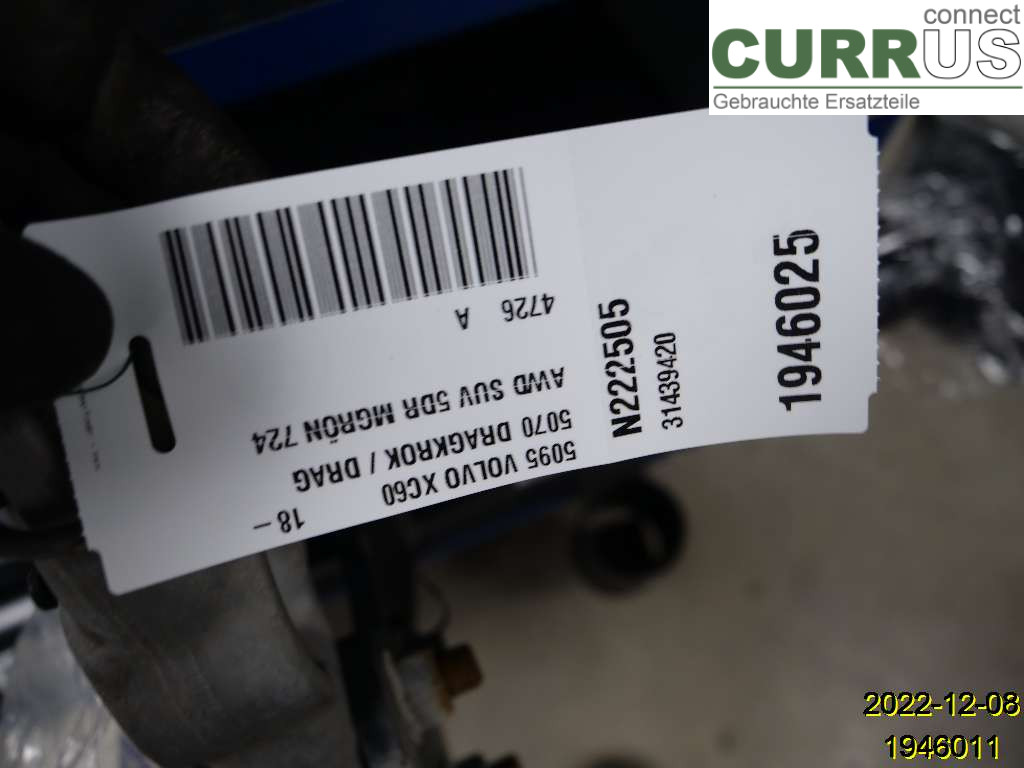 connect
CURRUS
Gebrauchte Ersatzteile
5095 VOLVO XC60 18 –
5070 DRAGKROK / DRAG
AWD SUV 5DR MGRÖN 724
4726 A
N222505
31439420
1946025
2022-12-08
1946011